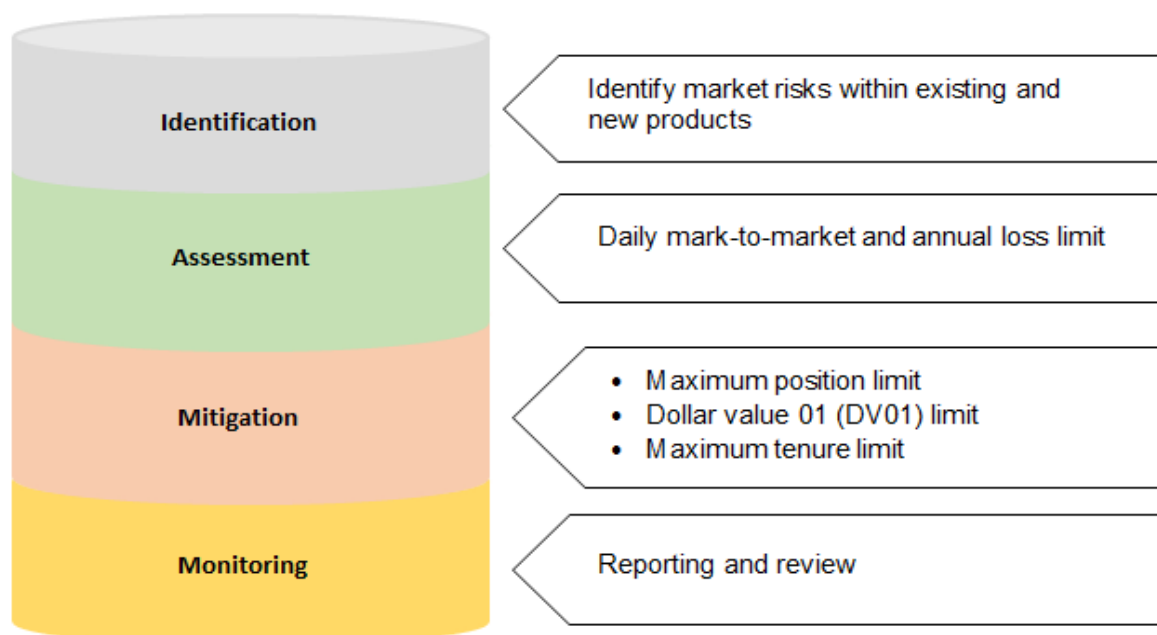 Identification
Identify market risks within existing and
new products
Assessment
Daily mark-to-market and annual loss limit
Mitigation
• Maximum position limit
• Dollar value 01 (DV01) limit
• Maximum tenure limit
Monitoring
Reporting and review